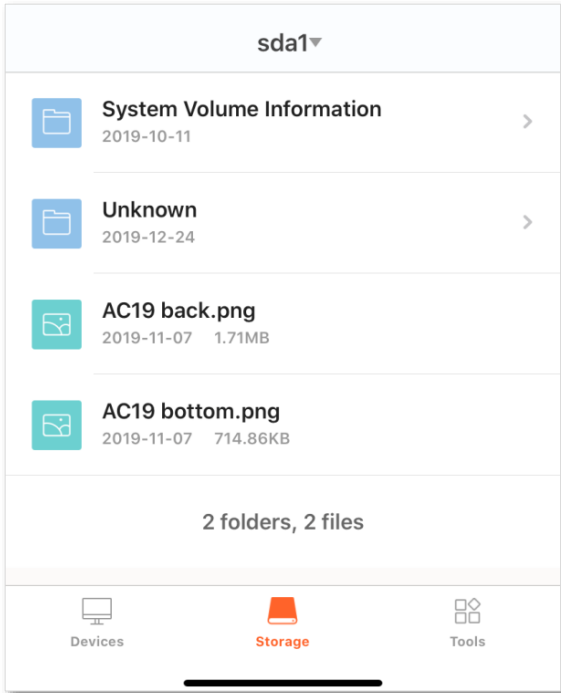 sda1
System Volume Information
2019-10-11
Unknown
2019-12-24
AC19 back.png
2019-11-07 1.71MB
AC19 bottom.png
2019-11-07 714.86KB
2 folders, 2 files
Devices Storage Tools